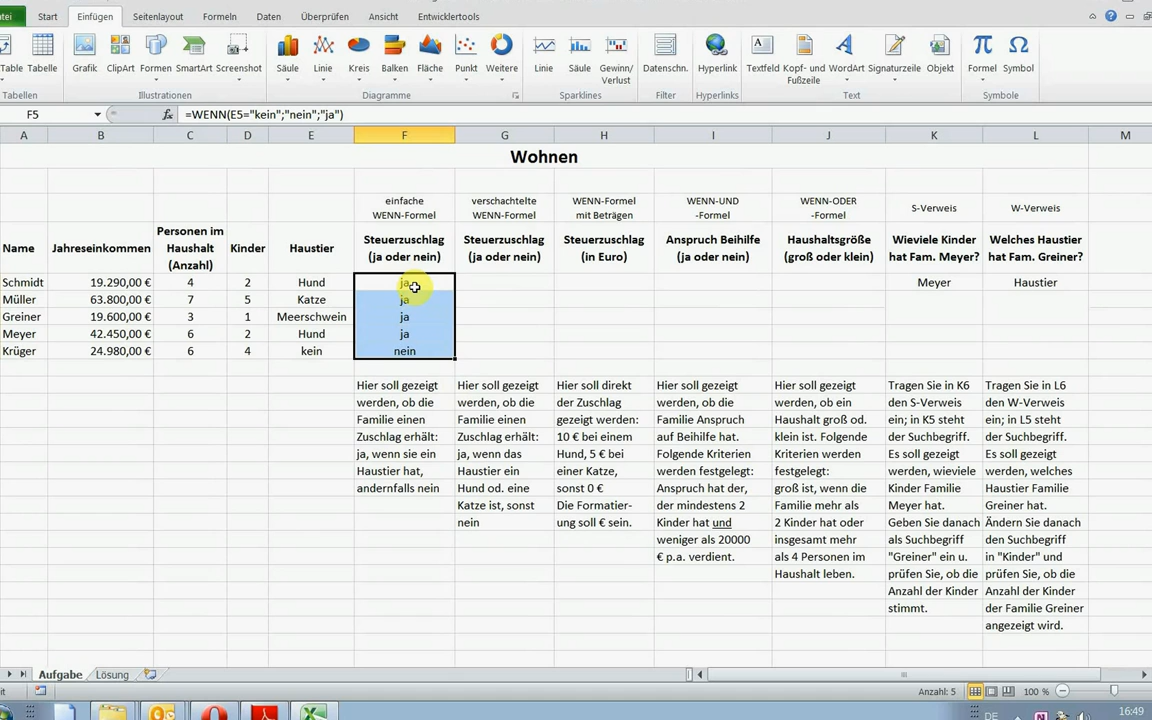 atei Start Einfügen Seitenlayout Formeln Daten Überprüfen Ansicht Entwicklertools
Table Tabelle Grafik ClipArt Formen SmartArt Screenshot Säule Linie Kreis Balken Fläche Punkt Weitere Linie Säule Gewinn/ Datenschn. Hyperlink Textfeld Kopf- und WordArt Signaturzeile Objekt Formel Symbol
Verlust Fußzeile
Tabellen Illustrationen Diagramme Sparklines Filter Hyperlinks Text Symbole
F5 fx =WENN(E5="kein";"nein";"ja")
A B C D E F G H I J K L M
Wohnen
einfache verschachtelte WENN-Formel WENN-UND WENN-ODER S-Verweis W-Verweis
WENN-Formel WENN-Formel mit Beträgen -Formel -Formel
Name Jahreseinkommen Personen im Haushalt (Anzahl) Kinder Haustier Steuerzuschlag (ja oder nein) Steuerzuschlag (ja oder nein) Steuerzuschlag (in Euro) Anspruch Beihilfe (ja oder nein) Haushaltsgröße (groß oder klein) Wieviele Kinder hat Fam. Meyer? Welches Haustier hat Fam. Greiner?
Schmidt 19.290,00 € 4 2 Hund ja Meyer Haustier
Müller 63.800,00 € 7 5 Katze ja
Greiner 19.600,00 € 3 1 Meerschwein ja
Meyer 42.450,00 € 6 2 Hund ja
Krüger 24.980,00 € 6 4 kein nein
Hier soll gezeigt
werden, ob die
Familie einen
Zuschlag erhält:
ja, wenn sie ein
Haustier hat,
andernfalls nein
Hier soll gezeigt
werden, ob die
Familie einen
Zuschlag erhält:
ja, wenn das
Haustier ein
Hund od. eine
Katze ist, sonst
nein
Hier soll direkt
der Zuschlag
gezeigt werden:
10 € bei einem
Hund, 5 € bei
einer Katze,
sonst 0 €
Die Formatier-
ung soll € sein.
Hier soll gezeigt
werden, ob die
Familie Anspruch
auf Beihilfe hat.
Folgende Kriterien
werden festgelegt:
Anspruch hat der,
der mindestens 2
Kinder hat und
weniger als 20000
€ p.a. verdient.
Hier soll gezeigt
werden, ob ein
Haushalt groß od.
klein ist. Folgende
Kriterien werden
festgelegt:
groß ist, wenn die
Familie mehr als
2 Kinder hat oder
insgesamt mehr
als 4 Personen im
Haushalt leben.
Tragen Sie in K6
den S-Verweis
ein; in K5 steht
der Suchbegriff.
Es soll gezeigt
werden, wieviele
Kinder Familie
Meyer hat.
Geben Sie danach
als Suchbegriff
"Greiner" ein u.
prüfen Sie, ob die
Anzahl der Kinder
stimmt.
Tragen Sie in L6
den W-Verweis
ein; in L5 steht
der Suchbegriff.
Es soll gezeigt
werden, welches
Haustier Familie
Greiner hat.
Ändern Sie danach
den Suchbegriff
in "Kinder" und
prüfen Sie, ob die
Anzahl der Kinder
der Familie Greiner
angezeigt wird.
Aufgabe Lösung
it Anzahl: 5 100 %
DE 16:49